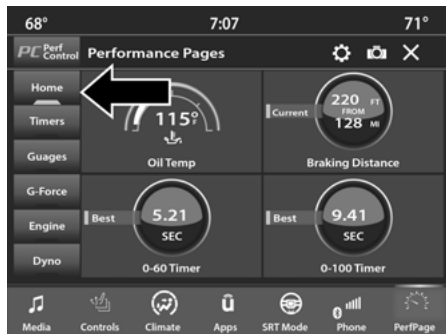 68° 7:07 71°
PC Perf Control Performance Pages
Home
Timers
Guages
G-Force
Engine
Dyno
115°F
Oil Temp
Current
220 FT
FROM
128 MI
Braking Distance
Best
5.21
SEC
0-60 Timer
Best
9.41
SEC
0-100 Timer
Media Controls Climate Apps SRT Mode Phone PerfPage